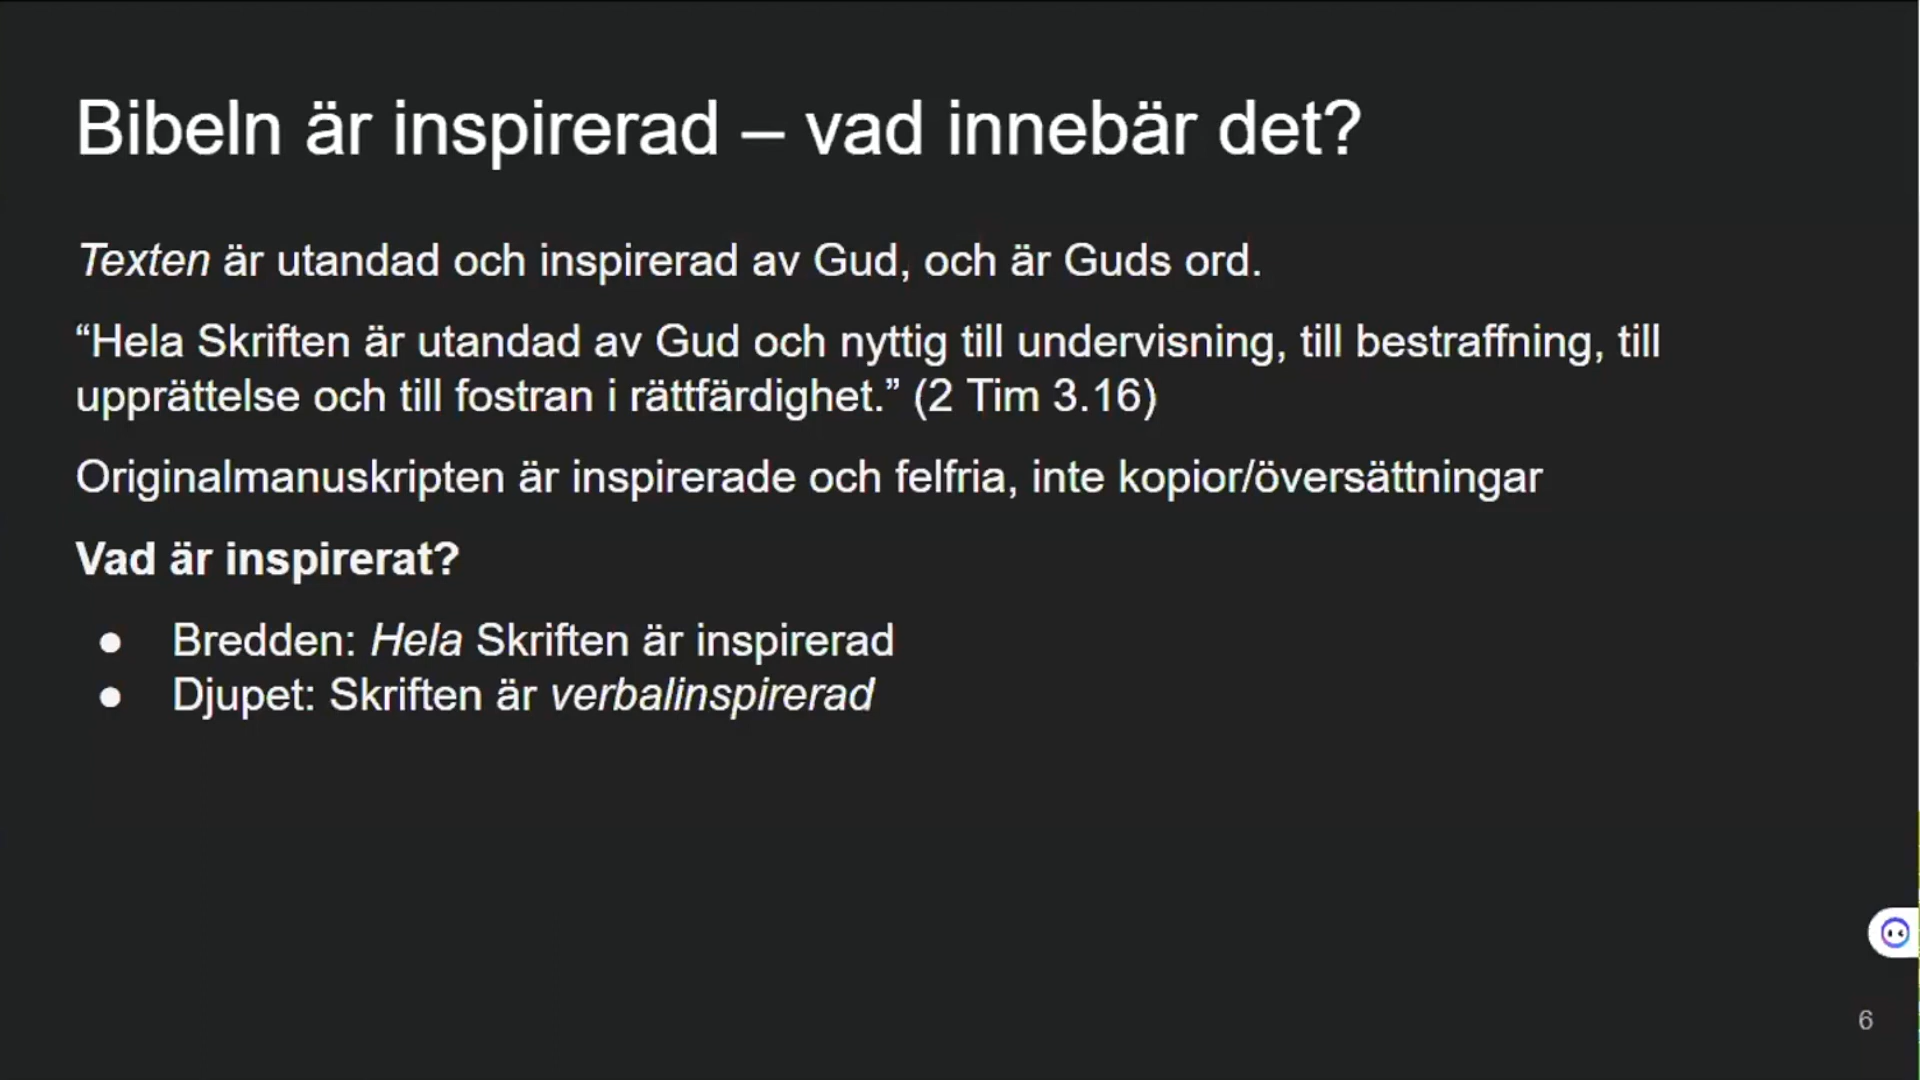 Bibeln är inspirerad – vad innebär det?
Texten är utandad och inspirerad av Gud, och är Guds ord.
“Hela Skriften är utandad av Gud och nyttig till undervisning, till bestraffning, till
upprättelse och till fostran i rättfärdighet.” (2 Tim 3.16)
Originalmanuskripten är inspirerade och felfria, inte kopior/översättningar
Vad är inspirerat?
● Bredden: Hela Skriften är inspirerad
● Djupet: Skriften är verbalinspirerad
6